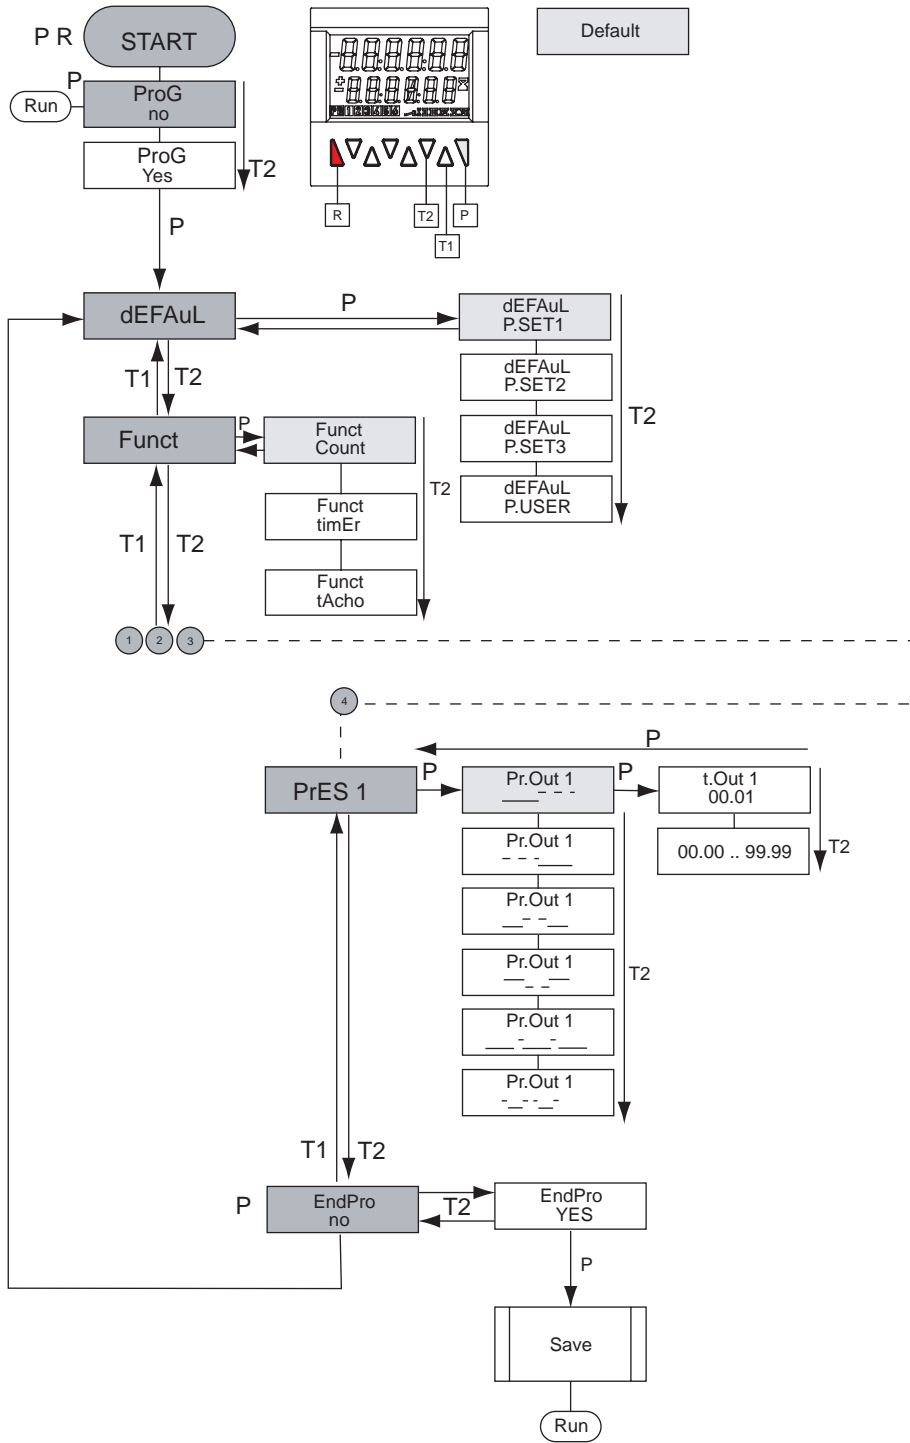 P R
START
Default
P
Run
ProG
no
ProG
Yes
T2
R
T2
P
T1
P
dEFAuL
P
dEFAuL
P.SET1
dEFAuL
P.SET2
dEFAuL
P.SET3
dEFAuL
P.USER
T2
T1
T2
Funct
P
Funct
Count
Funct
timEr
Funct
tAcho
T2
T1
T2
1
2
3
4
P
PrES 1
P
Pr.Out 1
P
t.Out 1
00.01
00.00 .. 99.99
T2
Pr.Out 1
Pr.Out 1
Pr.Out 1
Pr.Out 1
Pr.Out 1
T2
T1
T2
P
EndPro
no
T2
EndPro
YES
P
Save
Run